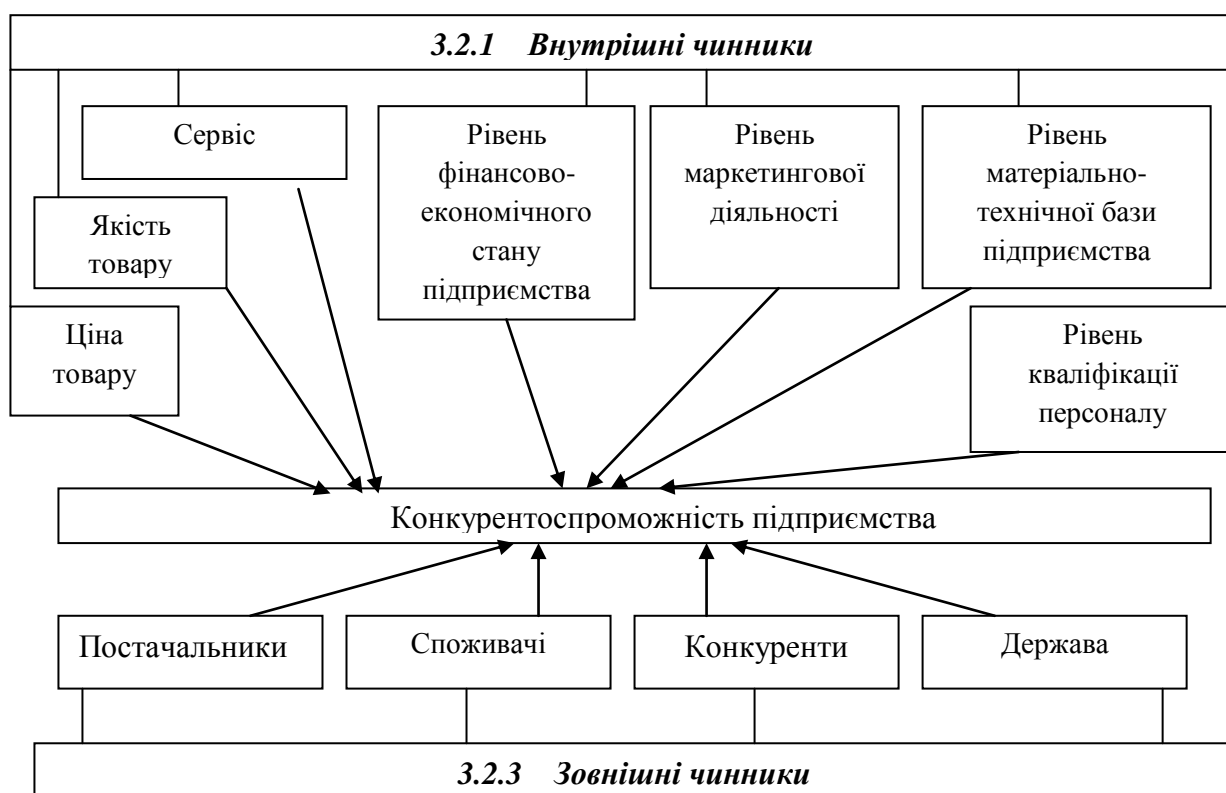 3.2.1 Внутрішні чинники
Сервіс
Рівень
фінансово-
економічного
стану
підприємства
Рівень
маркетингової
діяльності
Рівень
матеріально-
технічної бази
підприємства
Якість
товару
Ціна
товару
Рівень
кваліфікації
персоналу
Конкурентоспроможність підприємства
Постачальники
Споживачі
Конкуренти
Держава
3.2.3 Зовнішні чинники